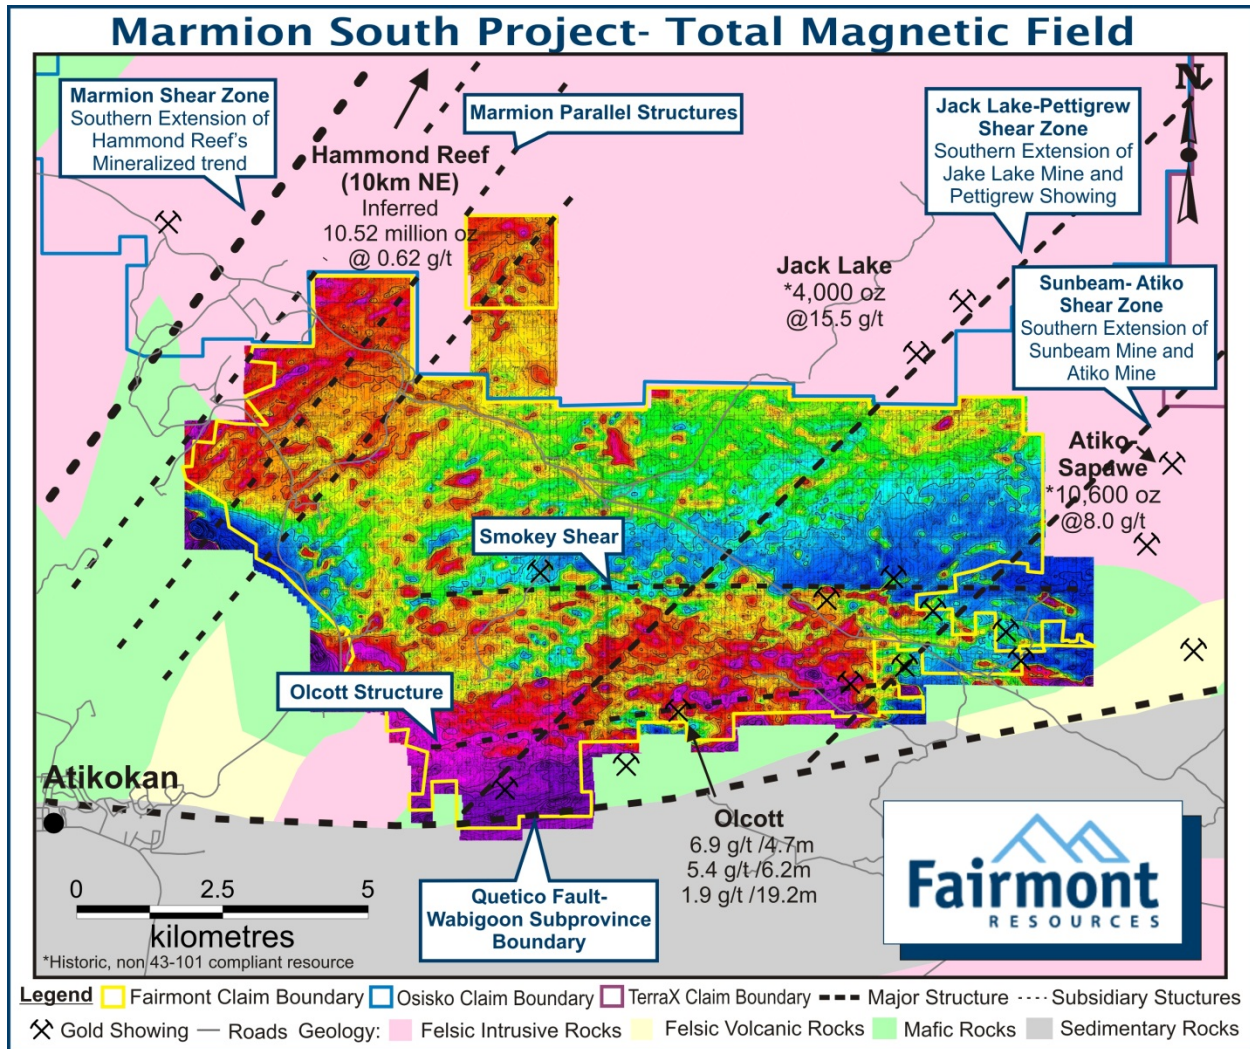 Marmion South Project- Total Magnetic Field
Marmion Shear Zone
Southern Extension of
Hammond Reef's
Mineralized trend
Marmion Parallel Structures
Hammond Reef
(10km NE)
Inferred
10.52 million oz
@ 0.62 g/t
Jack Lake-Pettigrew
Shear Zone
Southern Extension of
Jake Lake Mine and
Pettigrew Showing
N
Jack Lake
*4,000 oz
@15.5 g/t
Sunbeam- Atiko
Shear Zone
Southern Extension of
Sunbeam Mine and
Atiko Mine
Atiko-
Sapawe
*10,600 oz
@8.0 g/t
Smokey Shear
Olcott Structure
Atikokan
Olcott
6.9 g/t /4.7m
5.4 g/t /6.2m
1.9 g/t /19.2m
Quetico Fault-
Wabigoon Subprovince
Boundary
0 2.5 5
kilometres
*Historic, non 43-101 compliant resource
Fairmont
RESOURCES
Legend Fairmont Claim Boundary Osisko Claim Boundary TerraX Claim Boundary Major Structure Subsidiary Stuctures
Gold Showing Roads Geology: Felsic Intrusive Rocks Felsic Volcanic Rocks Mafic Rocks Sedimentary Rocks